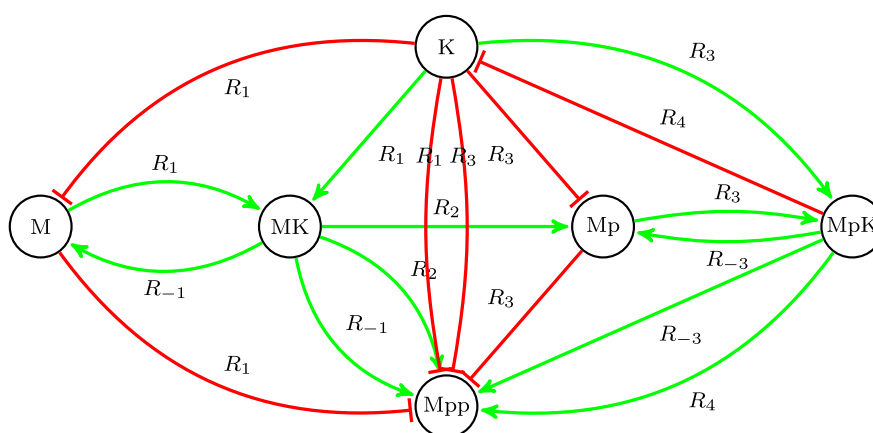 K
R₃
R₁
R₄
R₁
R₁
R₁
R₃
R₃
R₃
R₂
M
MK
Mp
MpK
R₋₃
R₂
R₋₁
R₃
R₋₁
R₋₃
R₁
R₄
Mpp